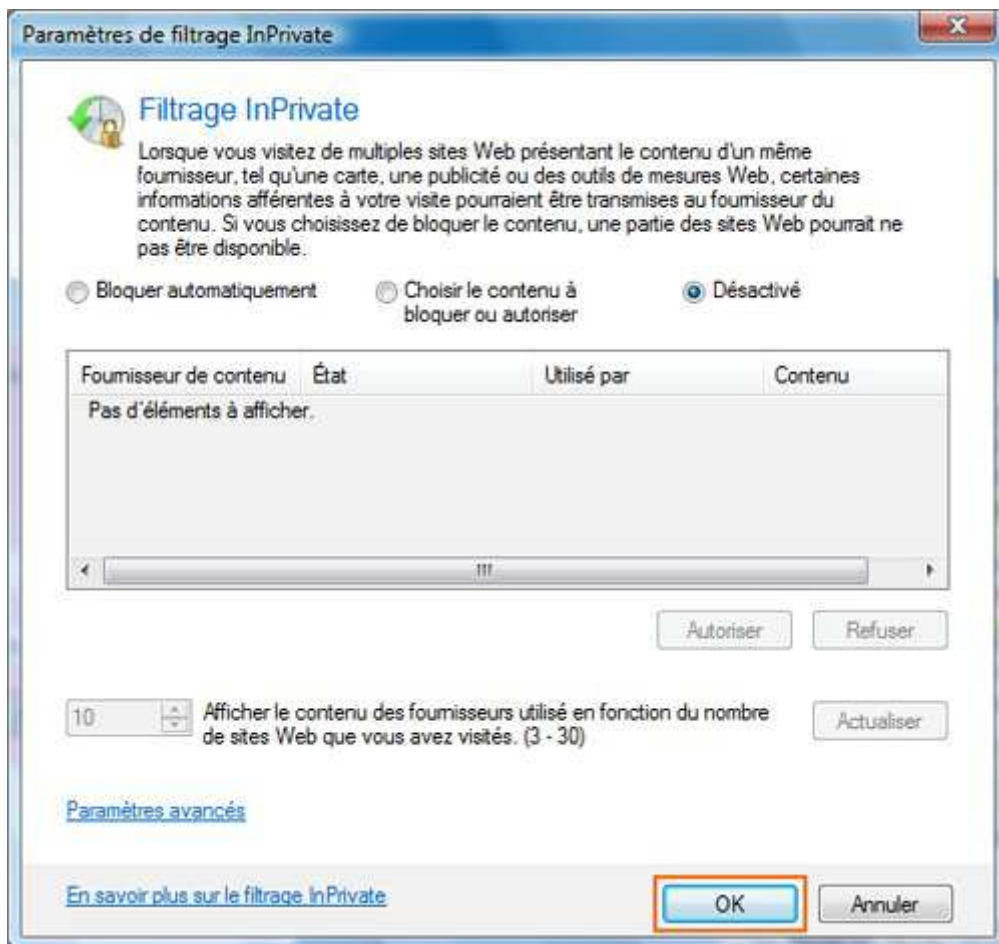 Paramètres de filtrage InPrivate
Filtrage InPrivate
Lorsque vous visitez de multiples sites Web présentant le contenu d'un même
fournisseur, tel qu'une carte, une publicité ou des outils de mesures Web, certaines
informations afférentes à votre visite pourraient être transmises au fournisseur du
contenu. Si vous choisissez de bloquer le contenu, une partie des sites Web pourrait ne
pas être disponible.
Bloquer automatiquement
Choisir le contenu à
bloquer ou autoriser
Désactivé
Fournisseur de contenu État Utilisé par Contenu
Pas d'éléments à afficher.
Autoriser Refuser
10
Afficher le contenu des fournisseurs utilisé en fonction du nombre
de sites Web que vous avez visités. (3 - 30)
Actualiser
Paramètres avancés
En savoir plus sur le filtrage InPrivate
OK Annuler